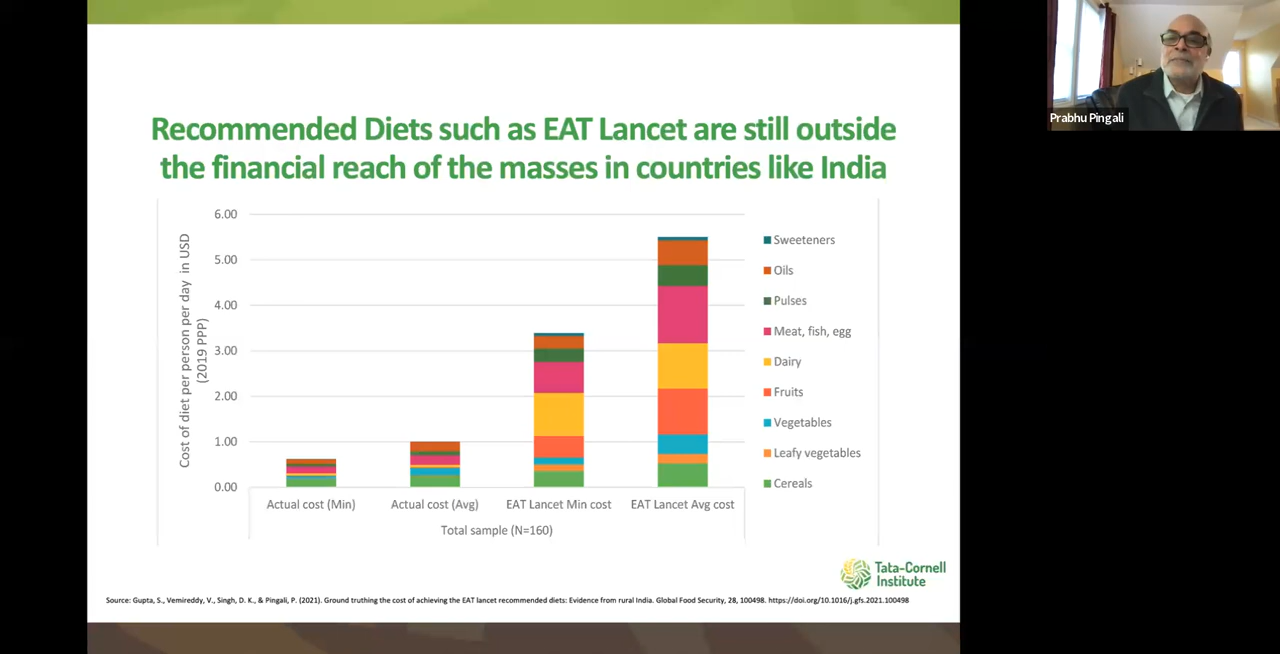 Recommended Diets such as EAT Lancet are still outside
the financial reach of the masses in countries like India
Cost of diet per person per day in USD
(2019 PPP)
6.00
5.00
4.00
3.00
2.00
1.00
0.00
Actual cost (Min)
Actual cost (Avg)
EAT Lancet Min cost
EAT Lancet Avg cost
Total sample (N=160)
Sweeteners
Oils
Pulses
Meat, fish, egg
Dairy
Fruits
Vegetables
Leafy vegetables
Cereals
Tata-Cornell
Institute
Source: Gupta, S., Vemireddy, V., Singh, D. K., & Pingali, P. (2021). Ground truthing the cost of achieving the EAT lancet recommended diets: Evidence from rural India. Global Food Security, 28, 100498. https://doi.org/10.1016/j.gfs.2021.100498
Prabhu Pingali